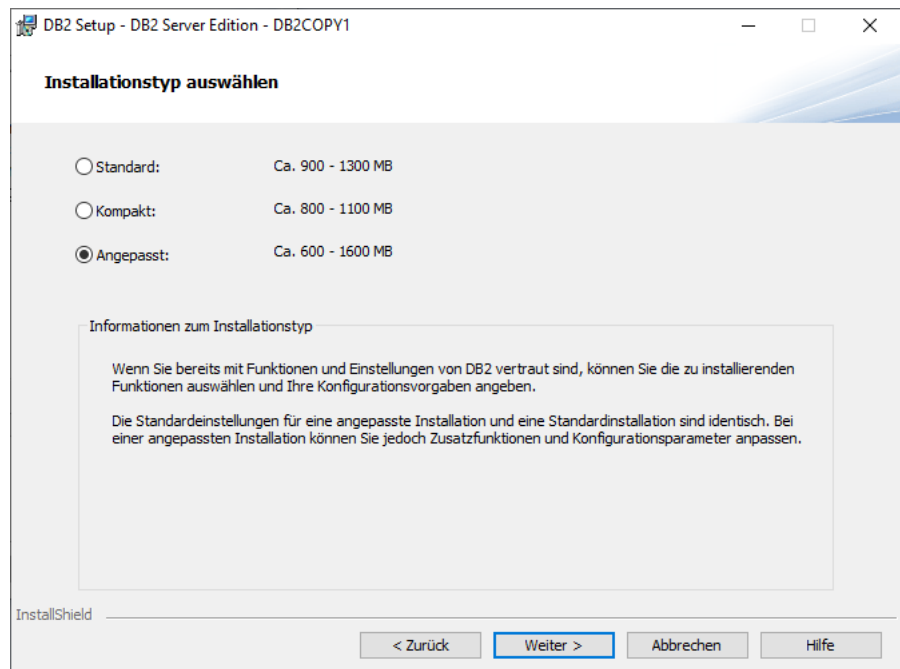 DB2 Setup - DB2 Server Edition - DB2COPY1
Installationstyp auswählen
Standard: Ca. 900 - 1300 MB
Kompakt: Ca. 800 - 1100 MB
Angepasst: Ca. 600 - 1600 MB
Informationen zum Installationstyp
Wenn Sie bereits mit Funktionen und Einstellungen von DB2 vertraut sind, können Sie die zu installierenden
Funktionen auswählen und Ihre Konfigurationsvorgaben angeben.
Die Standardeinstellungen für eine angepasste Installation und eine Standardinstallation sind identisch. Bei
einer angepassten Installation können Sie jedoch Zusatzfunktionen und Konfigurationsparameter anpassen.
InstallShield
< Zurück Weiter > Abbrechen Hilfe